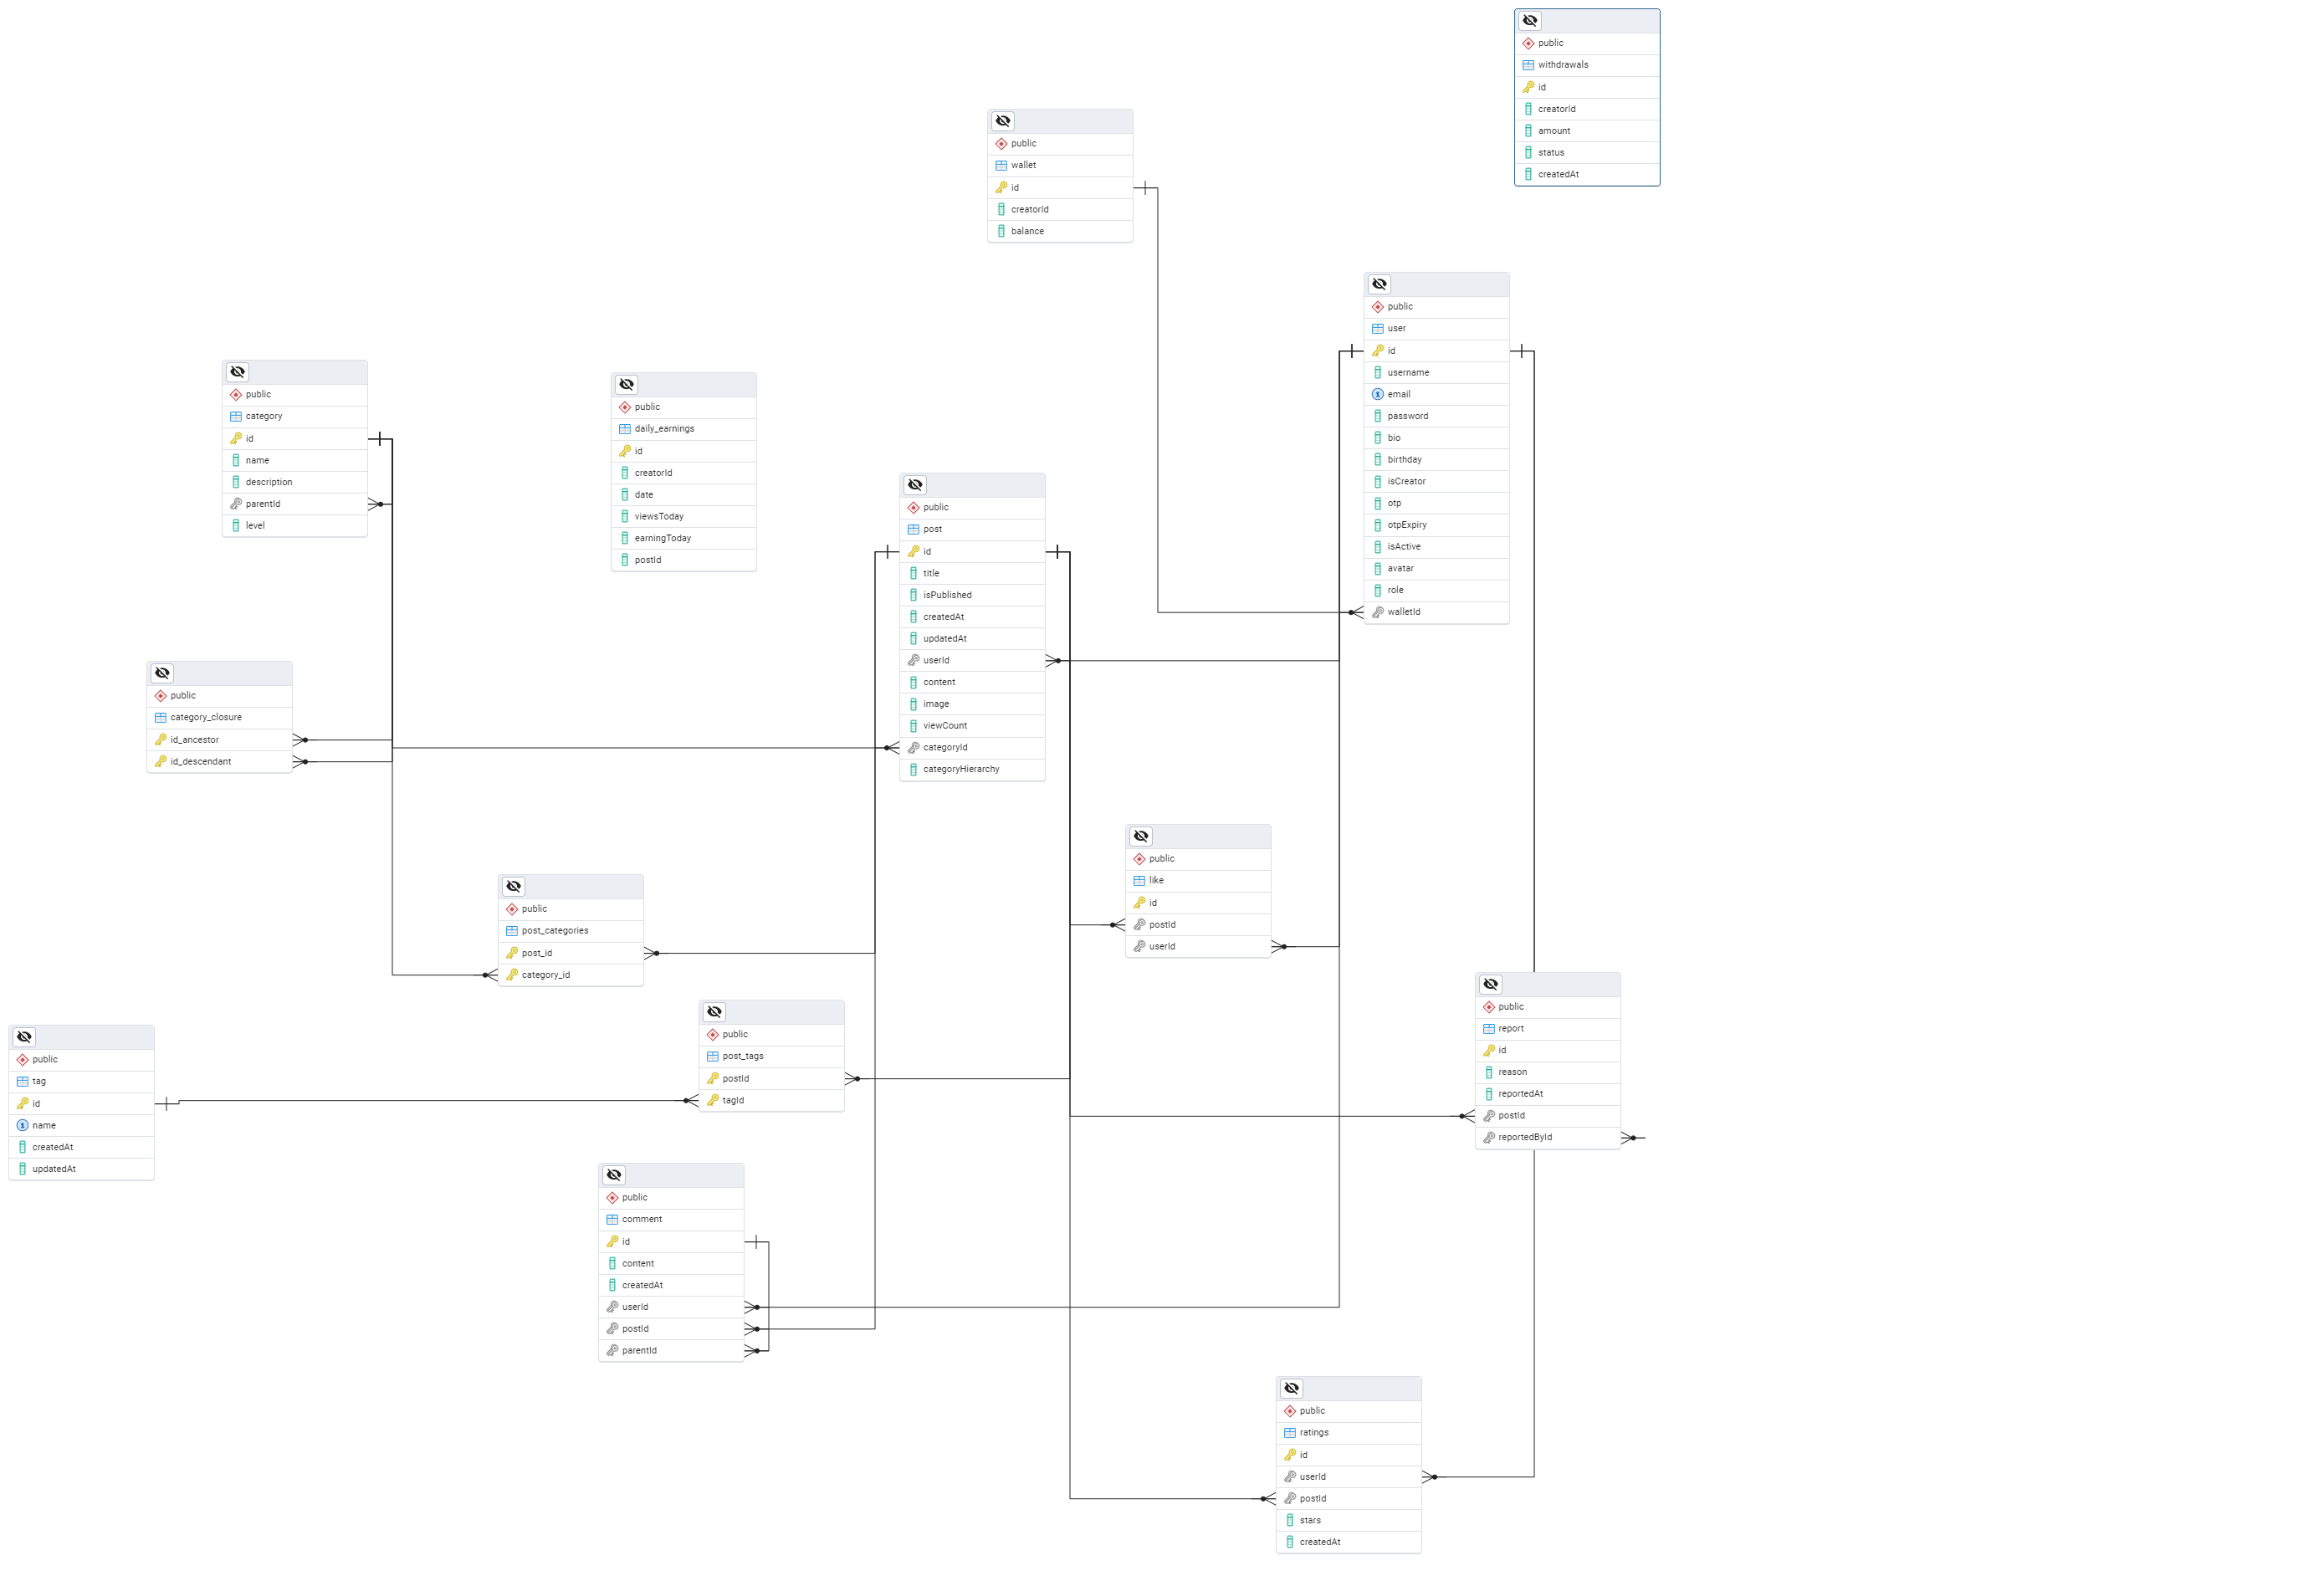 public
withdrawals
id
creatorId
amount
status
createdAt
public
wallet
id
creatorId
balance
public
user
id
username
email
password
bio
birthday
isCreator
otp
otpExpiry
isActive
avatar
role
walletId
public
category
id
name
description
parentId
level
public
daily_earnings
id
creatorId
date
viewsToday
earningToday
postId
public
post
id
title
isPublished
createdAt
updatedAt
userId
content
image
viewCount
categoryId
categoryHierarchy
public
category_closure
id_ancestor
id_descendant
public
like
id
postId
userId
public
post_categories
post_id
category_id
public
report
id
reason
reportedAt
postId
reportedById
public
post_tags
postId
tagId
public
tag
id
1 name
createdAt
updatedAt
public
comment
id
content
createdAt
userId
postId
parentId
public
ratings
id
userId
postId
stars
createdAt